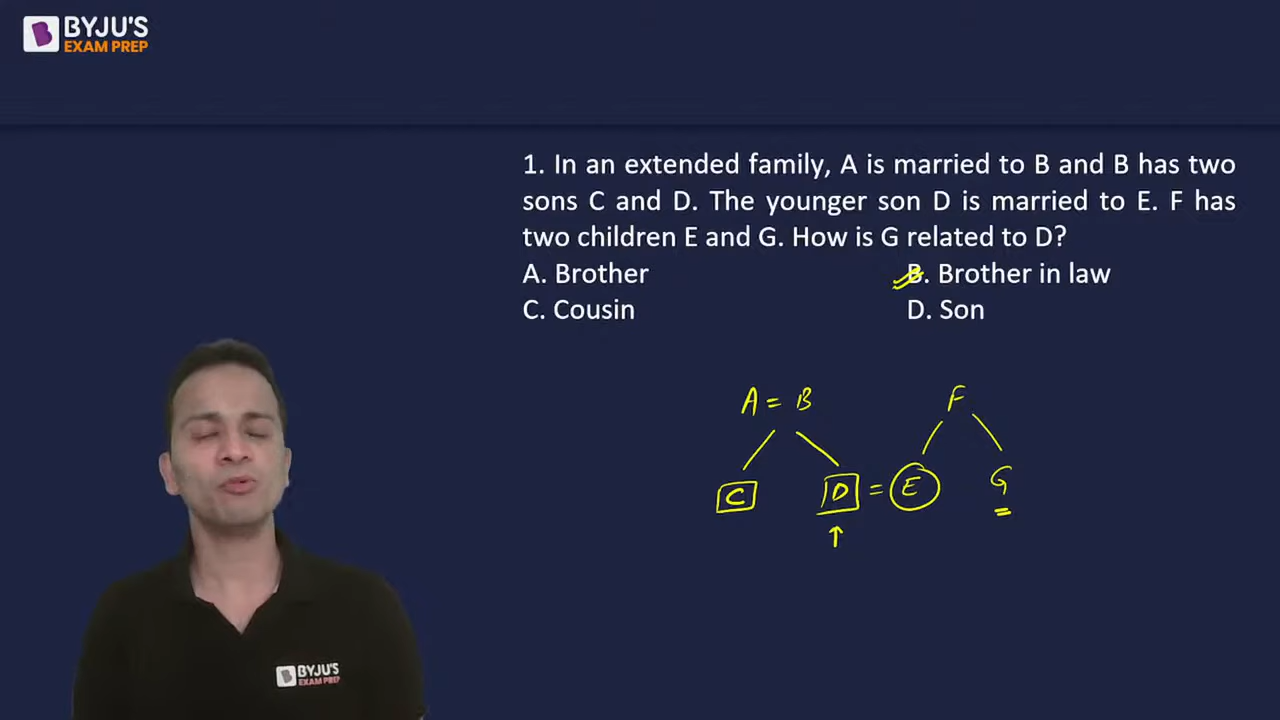 BYJU'S
EXAM PREP
1. In an extended family, A is married to B and B has two
sons C and D. The younger son D is married to E. F has
two children E and G. How is G related to D?
A. Brother
B. Brother in law
C. Cousin
D. Son
A = B
F
C
D = E
G
BYJU'S
EXAM PREP